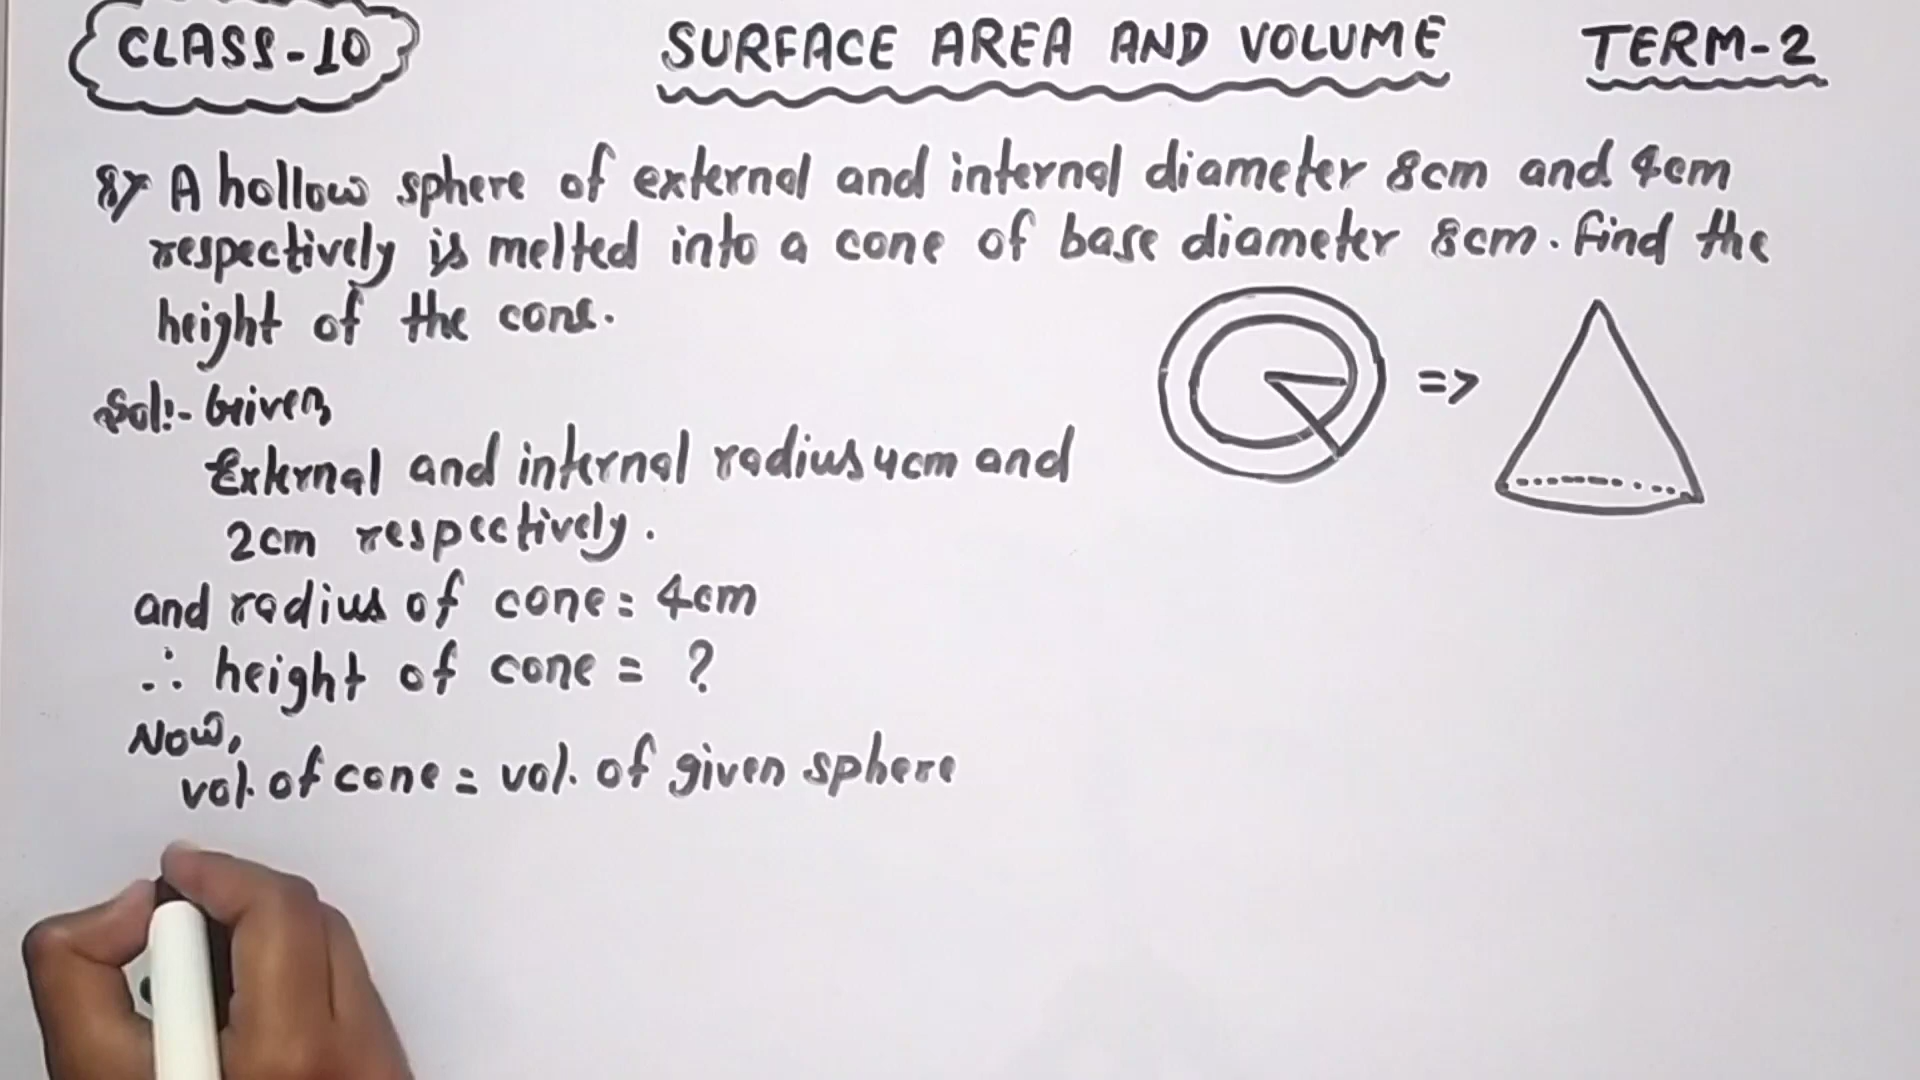 CLASS-10
SURFACE AREA AND VOLUME
TERM-2
8) A hollow sphere of external and internal diameter 8cm and 4cm
respectively is melted into a cone of base diameter 8cm. Find the
height of the cone.
=>
Sol:- Given
External and internal radius 4cm and
2cm respectively.
and radius of cone = 4cm
∴ height of cone = ?
Now,
vol. of cone = vol. of given sphere